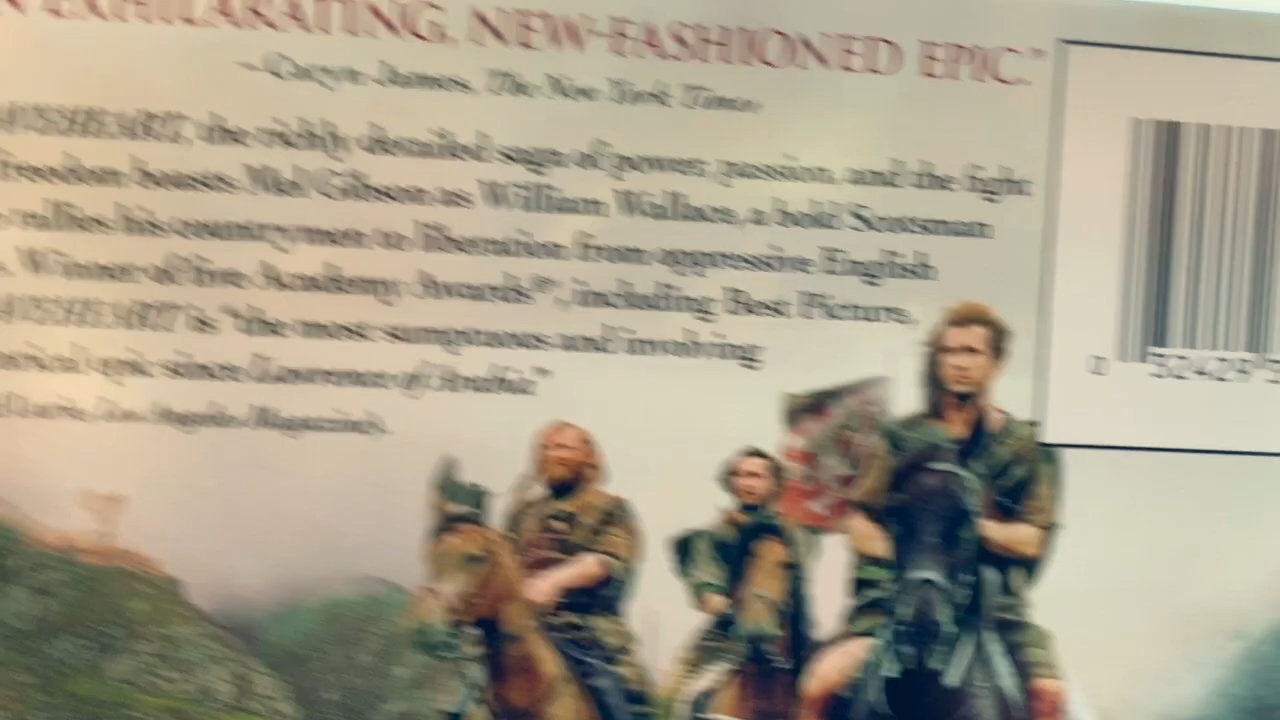 EXHILARATING, NEW-FASHIONED EPIC."
—Caryn James, The New York Times
the richly detailed saga of power, passion, and the fight
freedom boasts Mel Gibson as William Wallace, a bold Scotsman
rallies his countrymen to liberation from oppressive English
Winner of five Academy Awards®, including Best Picture,
is "the most sumptuous and involving
epic since Lawrence of Arabia."
Los Angeles Magazine).
0